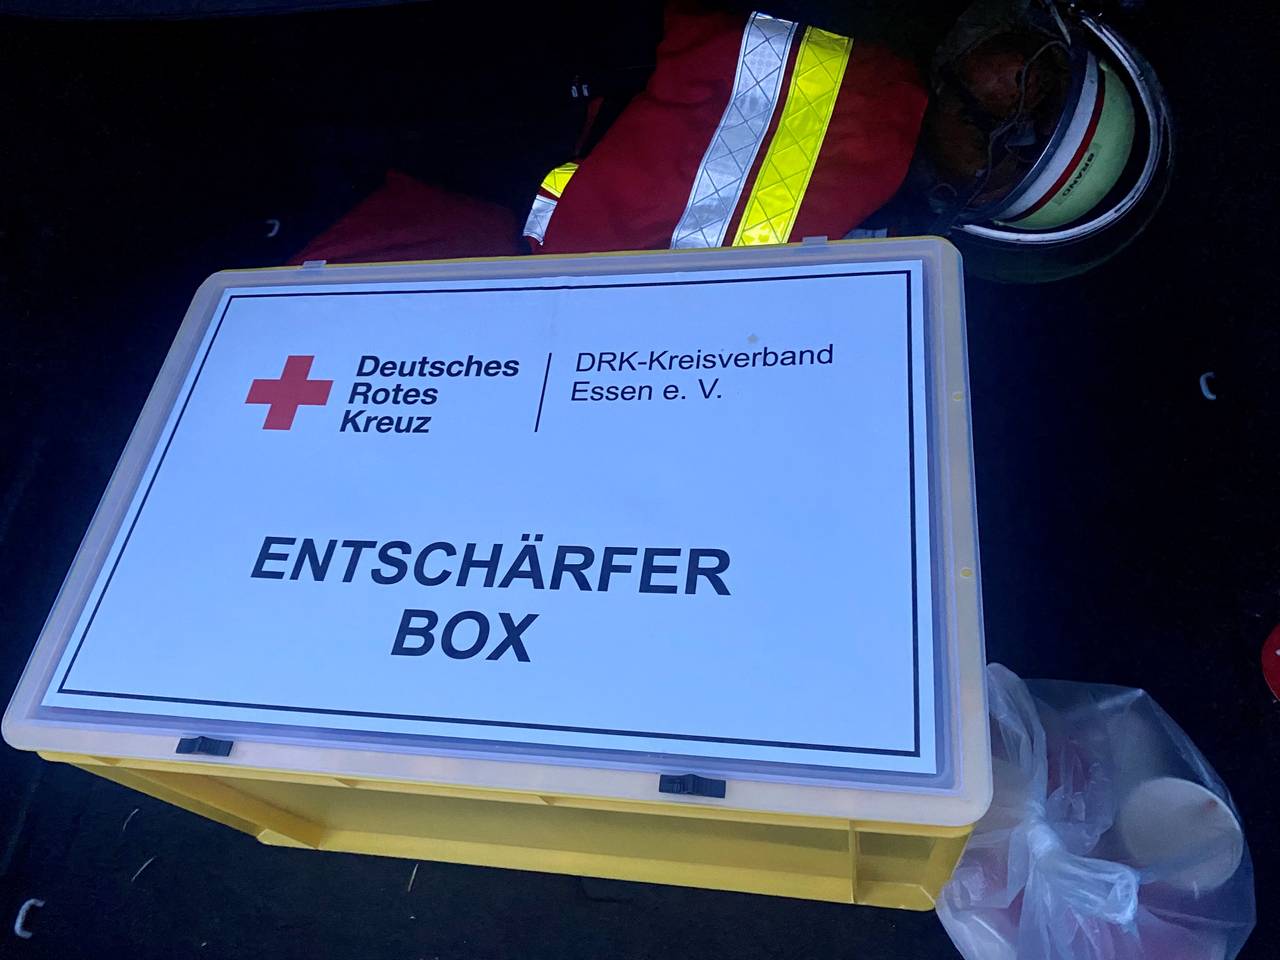 Deutsches
Rotes
Kreuz
DRK-Kreisverband
Essen e. V.
ENTSCHÄRFER
BOX